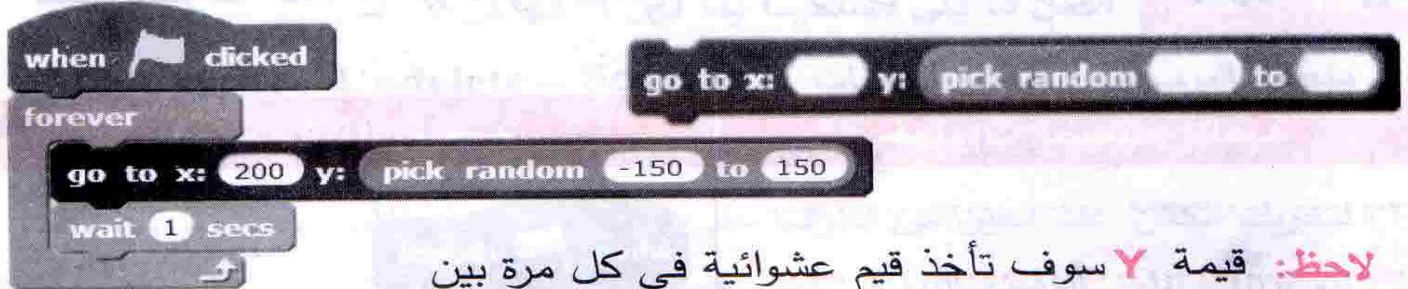 when clicked
forever
go to x: 200 y: pick random -150 to 150
wait 1 secs
go to x: y: pick random to
لاحظ: قيمة Y سوف تأخذ قيم عشوائية في كل مرة بين